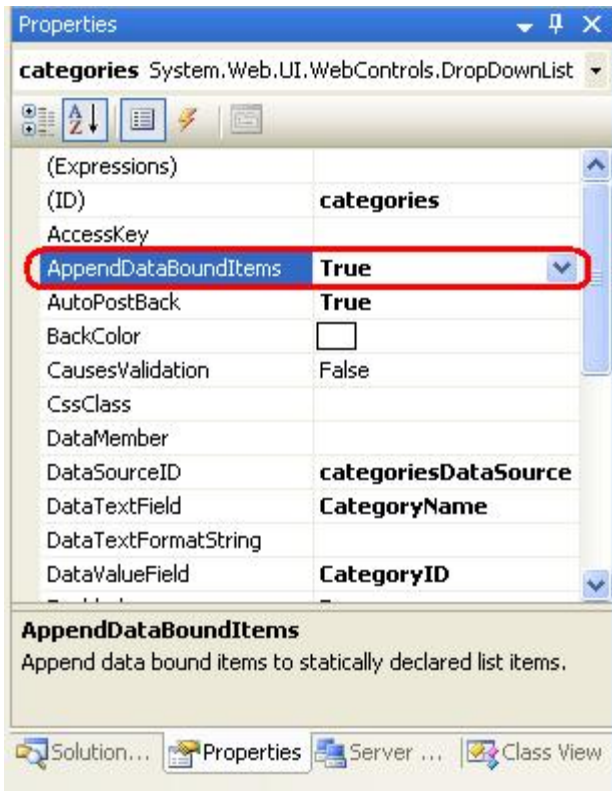 Properties
categories System.Web.UI.WebControls.DropDownList
(Expressions)
(ID) categories
AccessKey
AppendDataBoundItems True
AutoPostBack True
BackColor
CausesValidation False
CssClass
DataMember
DataSourceID categoriesDataSource
DataTextField CategoryName
DataTextFormatString
DataValueField CategoryID
AppendDataBoundItems
Append data bound items to statically declared list items.
Solution... Properties Server ... Class View